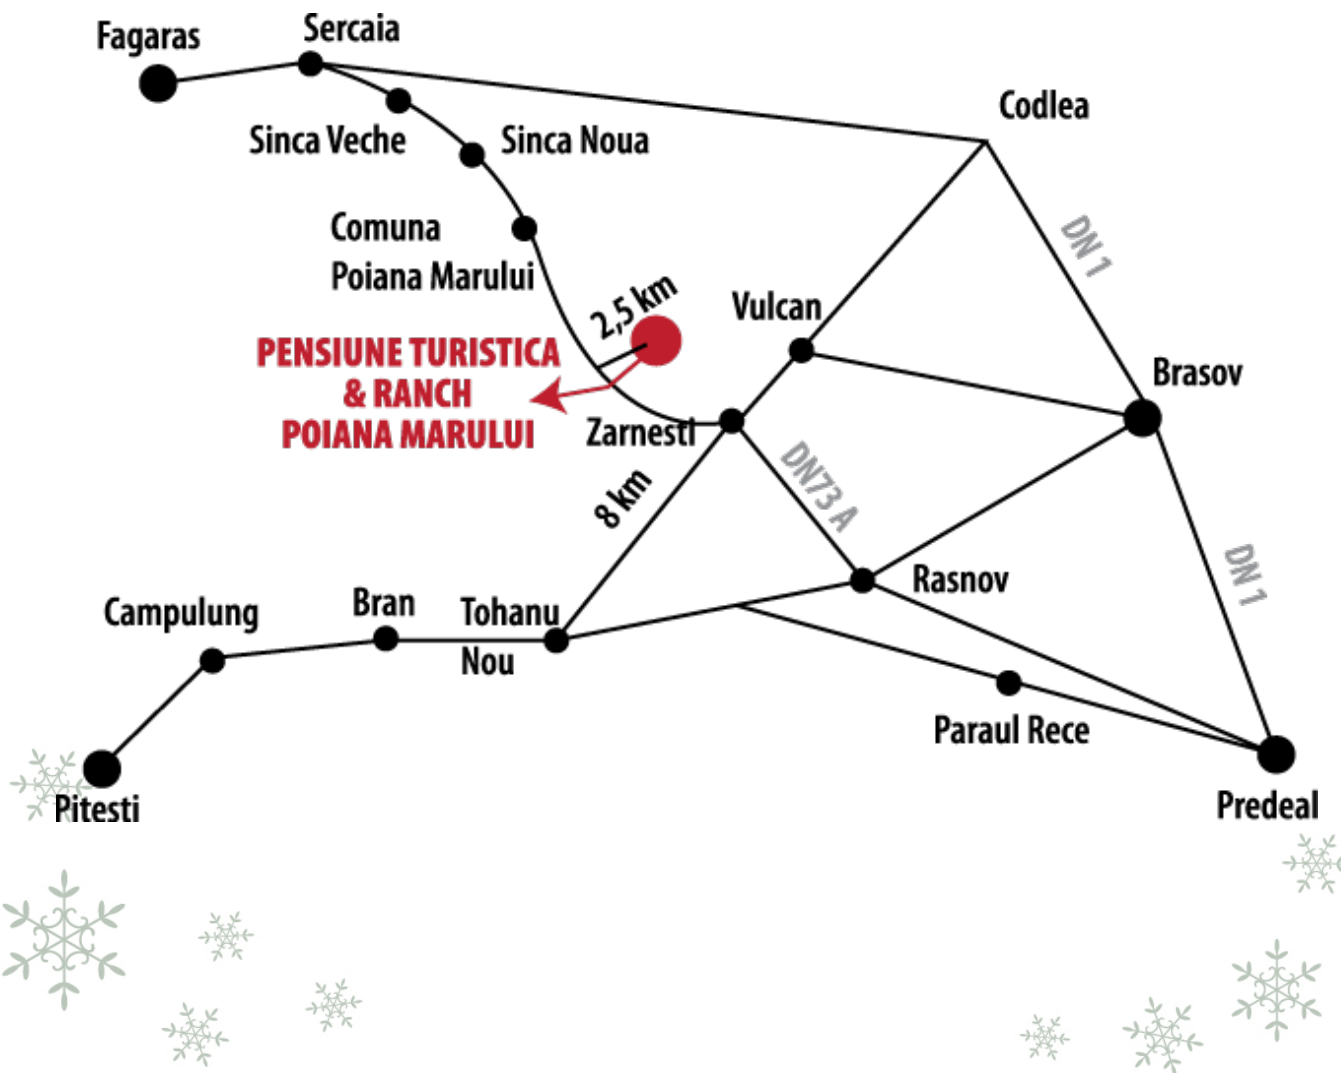 Sercaia
Fagaras
Codlea
Sinca Veche
Sinca Noua
Comuna
Poiana Marului
DN 1
2,5 km
Vulcan
PENSIUNE TURISTICA
& RANCH
POIANA MARULUI
Brasov
Zarnesti
8 km
DN73 A
DN 1
Rasnov
Campulung
Bran
Tohanu
Nou
Paraul Rece
Pitesti
Predeal